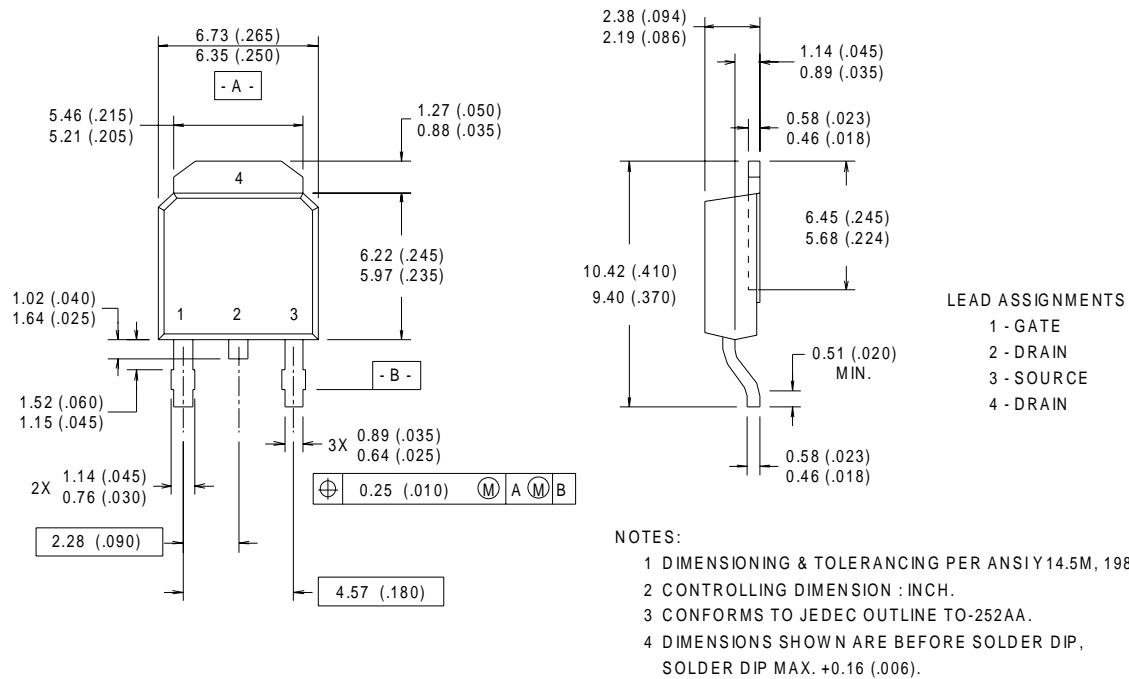 6.73 (.265)
6.35 (.250)
- A -
5.46 (.215)
5.21 (.205)
1.27 (.050)
0.88 (.035)
4
6.22 (.245)
5.97 (.235)
1.02 (.040)
1.64 (.025)
1 2 3
1.52 (.060)
1.15 (.045)
- B -
3X 0.89 (.035)
0.64 (.025)
2X 1.14 (.045)
0.76 (.030)
0.25 (.010) M A M B
2.28 (.090)
4.57 (.180)
2.38 (.094)
2.19 (.086)
1.14 (.045)
0.89 (.035)
0.58 (.023)
0.46 (.018)
6.45 (.245)
5.68 (.224)
10.42 (.410)
9.40 (.370)
0.51 (.020)
MIN.
0.58 (.023)
0.46 (.018)
LEAD ASSIGNMENTS
1 - GATE
2 - DRAIN
3 - SOURCE
4 - DRAIN
NOTES:
1 DIMENSIONING & TOLERANCING PER ANSI Y14.5M, 198
2 CONTROLLING DIMENSION : INCH.
3 CONFORMS TO JEDEC OUTLINE TO-252AA.
4 DIMENSIONS SHOWN ARE BEFORE SOLDER DIP,
SOLDER DIP MAX. +0.16 (.006).